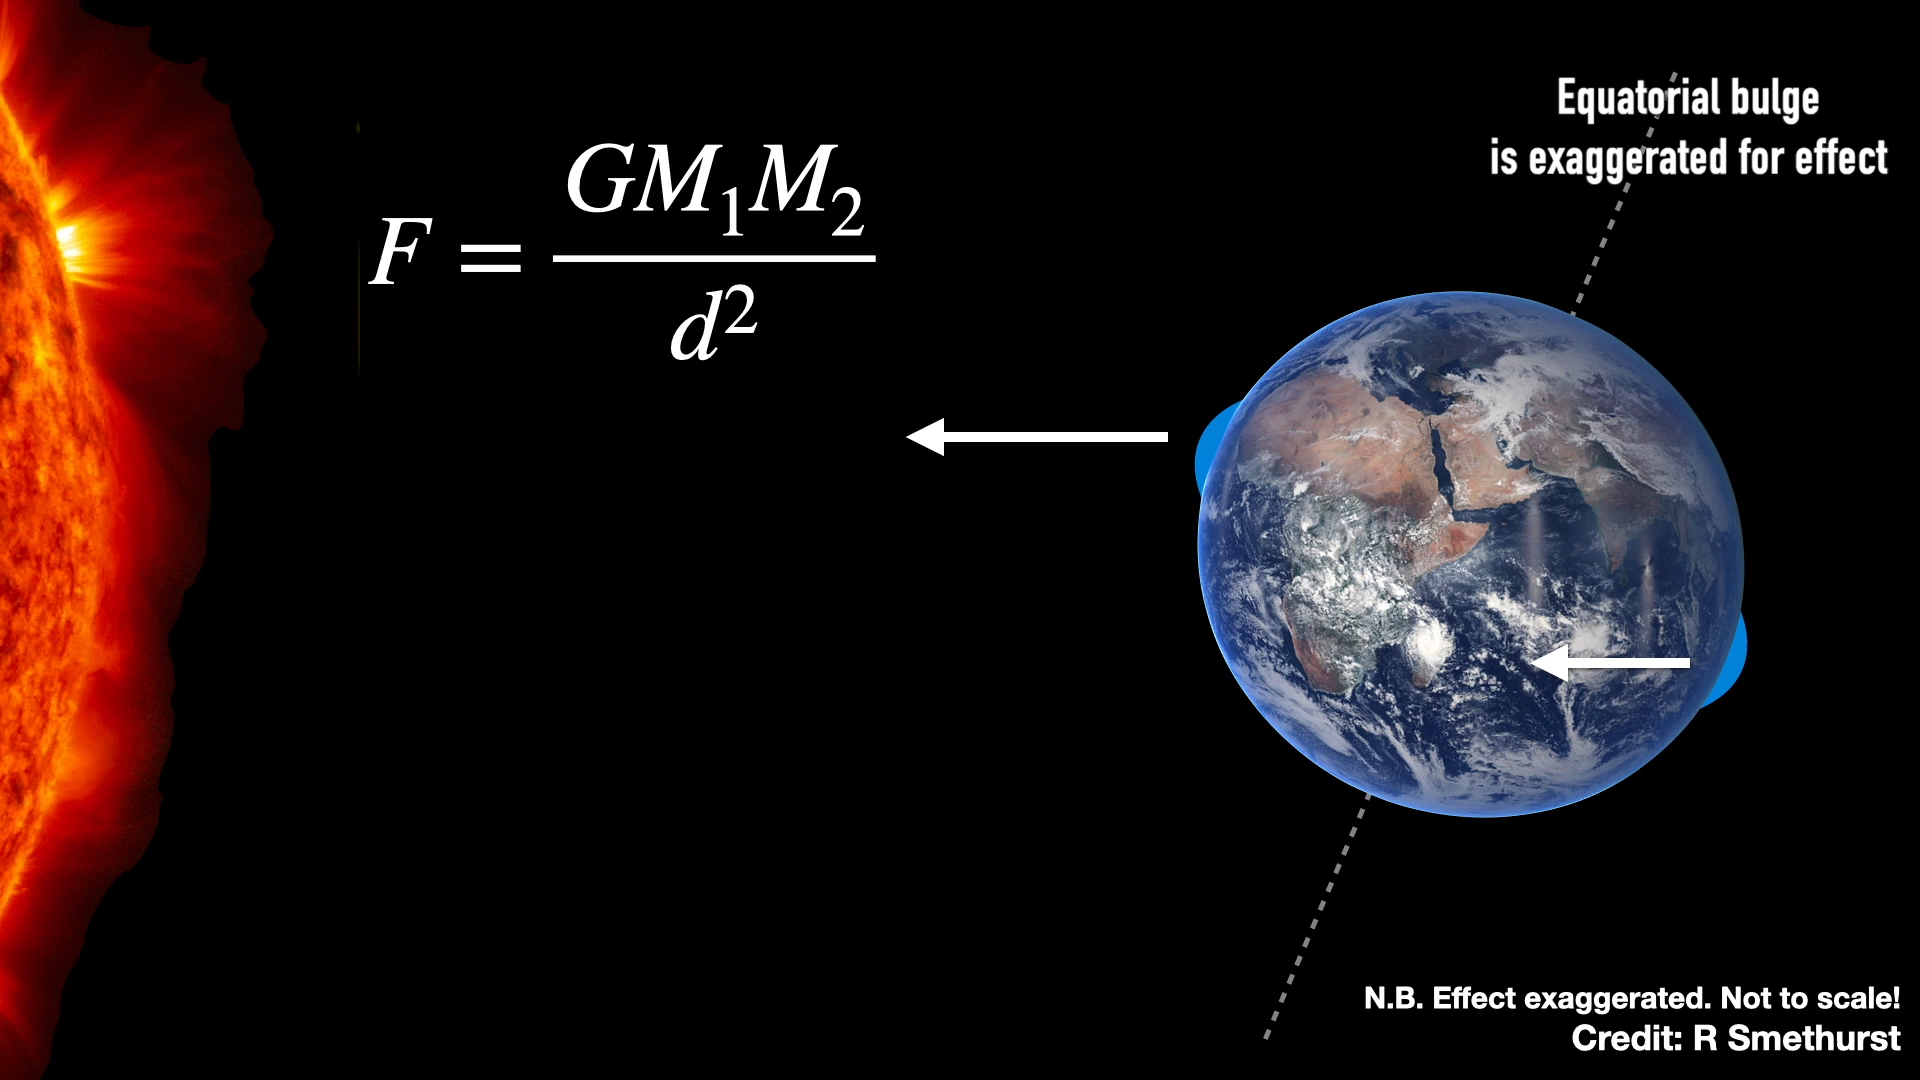 F = GM₁M₂ / d²
Equatorial bulge
is exaggerated for effect
N.B. Effect exaggerated. Not to scale!
Credit: R Smethurst